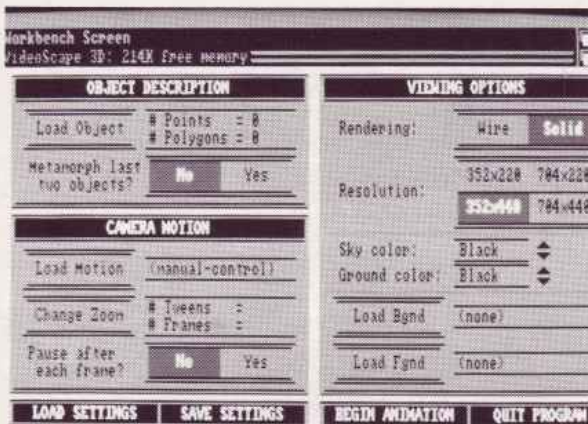 Workbench Screen
VideoScape 3D: 214K free memory
OBJECT DESCRIPTION
Load Object
# Points = 0
# Polygons = 0
Metamorph last
two objects?
No Yes
CAMERA MOTION
Load Motion (manual-control)
Change Zoom
# Tweens =
# Frames =
Pause after
each frame?
No Yes
LOAD SETTINGS SAVE SETTINGS
VIEWING OPTIONS
Rendering: Wire Solid
Resolution:
352x220 704x220
352x440 704x440
Sky color: Black
Ground color: Black
Load Bgnd (none)
Load Fgnd (none)
BEGIN ANIMATION QUIT PROGRAM